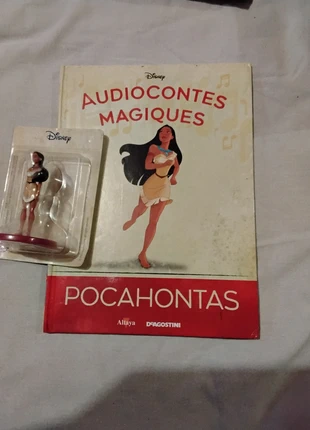 Disney
AUDIOCONTES
MAGIQUES
Disney
POCAHONTAS
Altaya DeAGOSTINI